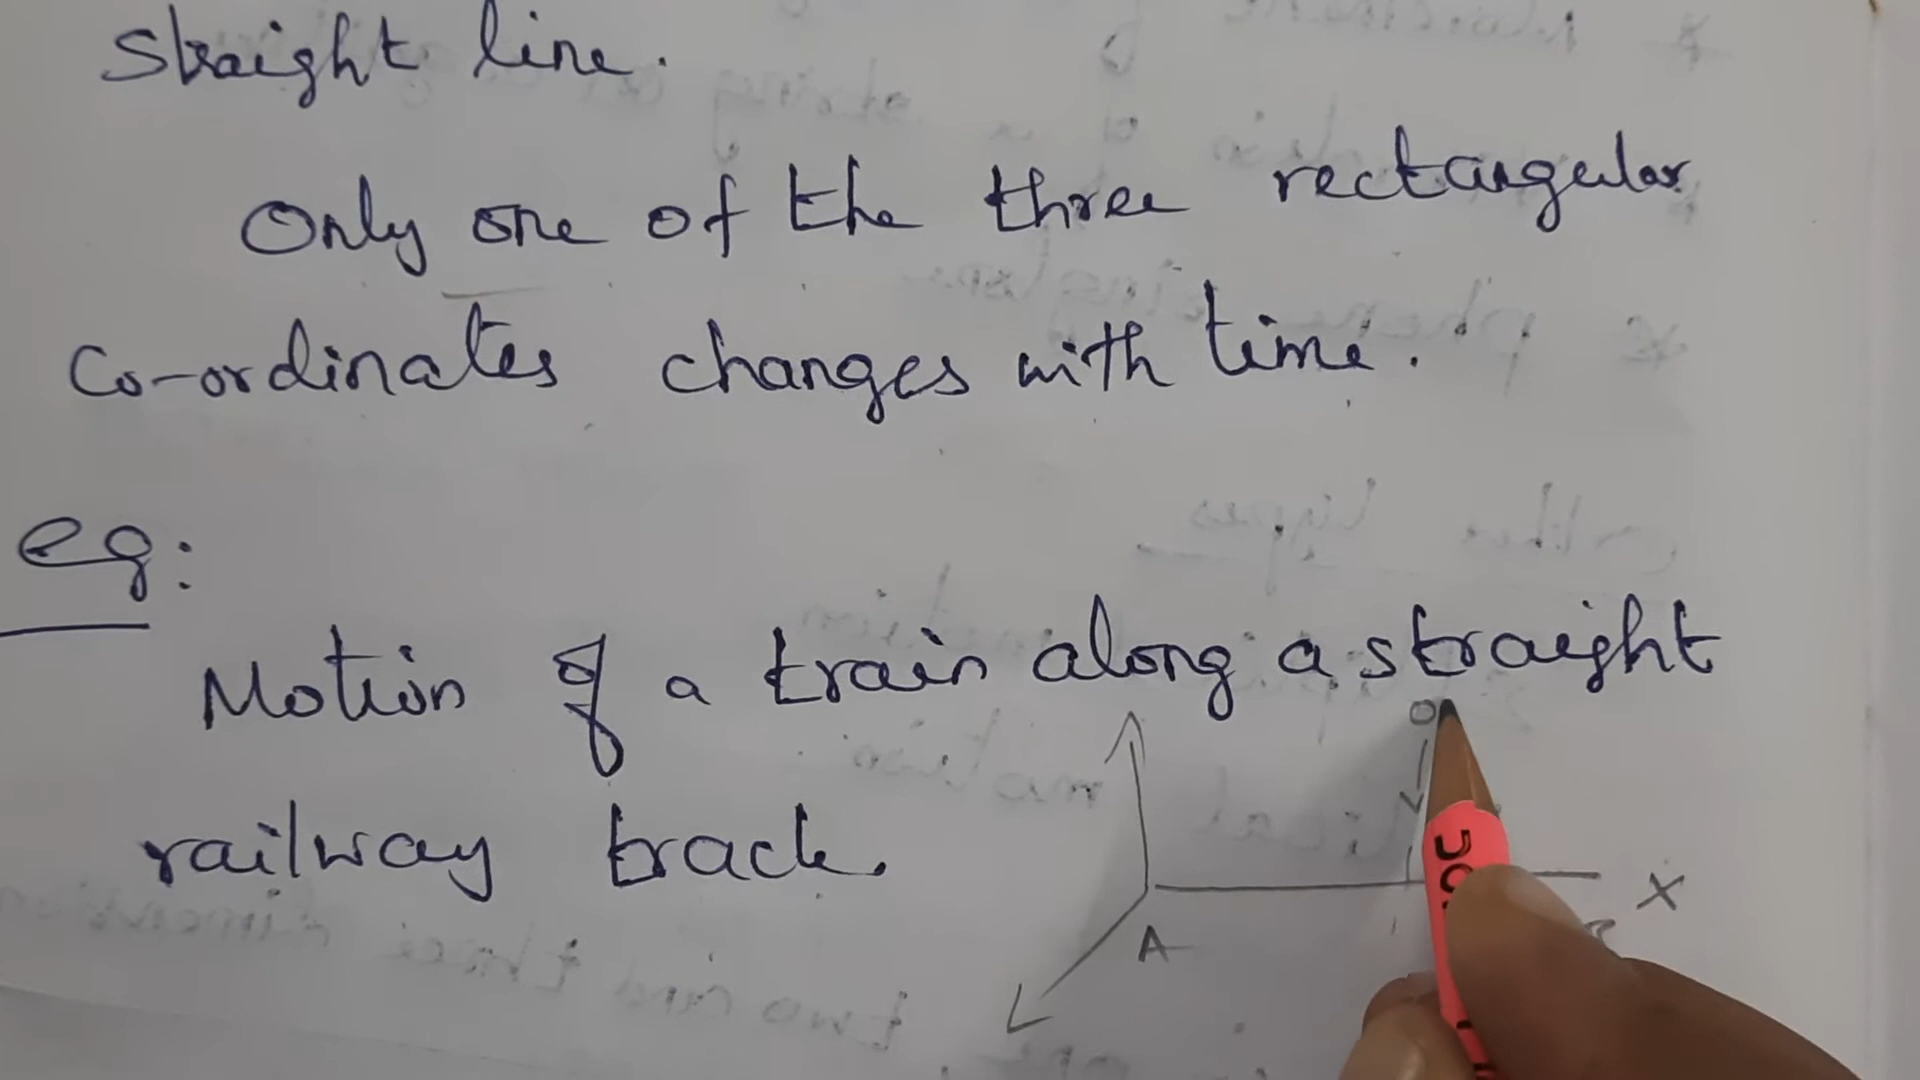 Straight line.
Only one of the three rectangular
Co-ordinates changes with time.
eg:
Motion of a train along a straight
railway track.
O
X
A